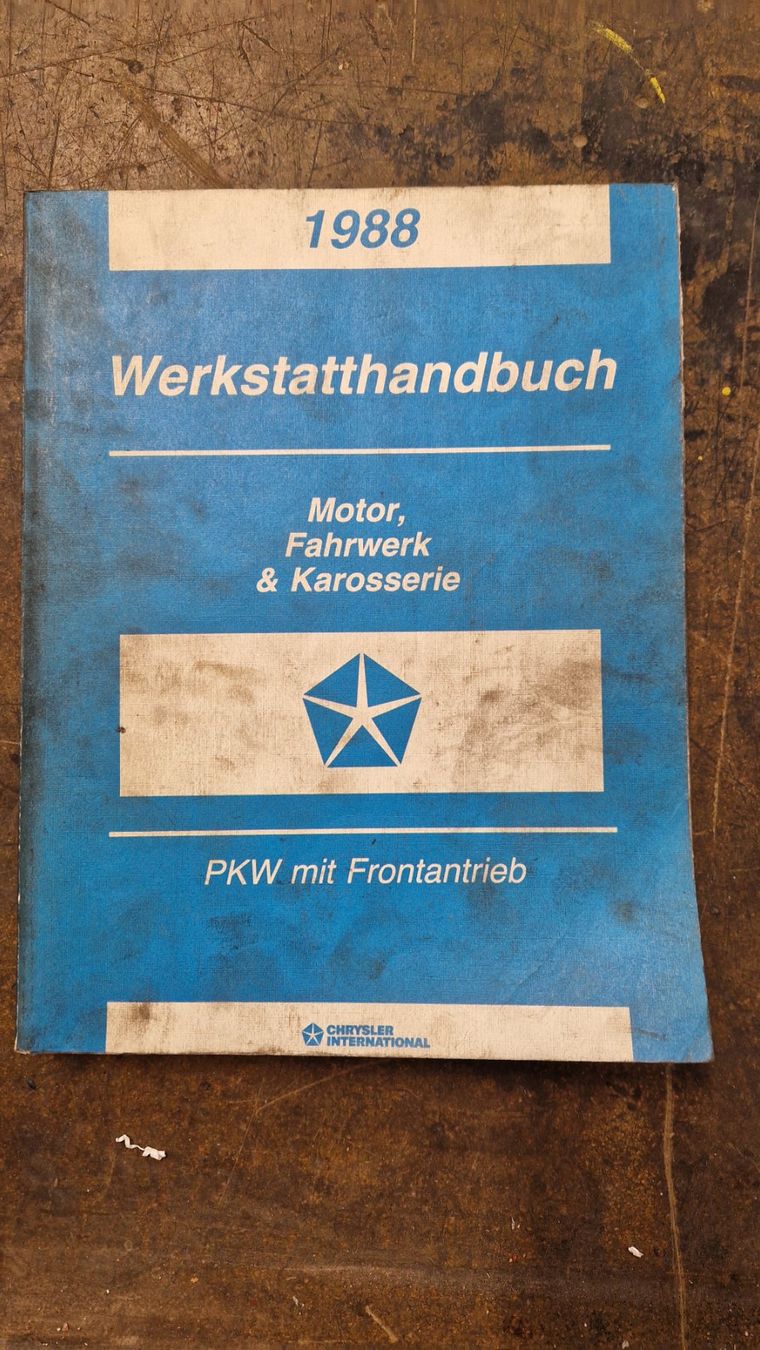 1988
Werkstatthandbuch
Motor,
Fahrwerk
& Karosserie
PKW mit Frontantrieb
CHRYSLER
INTERNATIONAL